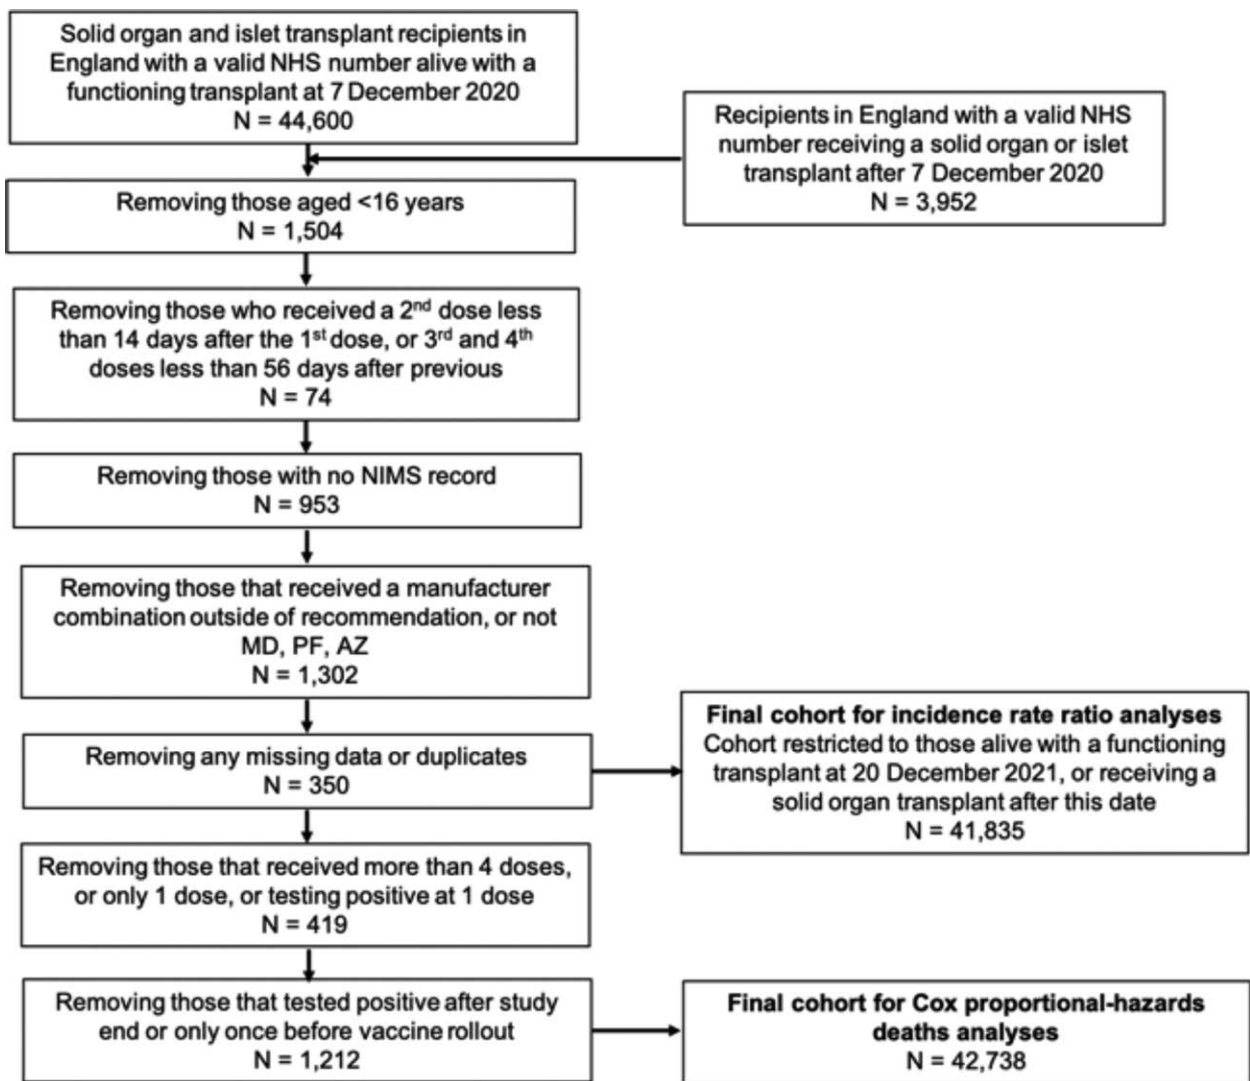 Solid organ and islet transplant recipients in
England with a valid NHS number alive with a
functioning transplant at 7 December 2020
N = 44,600
Recipients in England with a valid NHS
number receiving a solid organ or islet
transplant after 7 December 2020
N = 3,952
Removing those aged <16 years
N = 1,504
Removing those who received a 2nd dose less
than 14 days after the 1st dose, or 3rd and 4th
doses less than 56 days after previous
N = 74
Removing those with no NIMS record
N = 953
Removing those that received a manufacturer
combination outside of recommendation, or not
MD, PF, AZ
N = 1,302
Removing any missing data or duplicates
N = 350
Final cohort for incidence rate ratio analyses
Cohort restricted to those alive with a functioning
transplant at 20 December 2021, or receiving a
solid organ transplant after this date
N = 41,835
Removing those that received more than 4 doses,
or only 1 dose, or testing positive at 1 dose
N = 419
Removing those that tested positive after study
end or only once before vaccine rollout
N = 1,212
Final cohort for Cox proportional-hazards
deaths analyses
N = 42,738